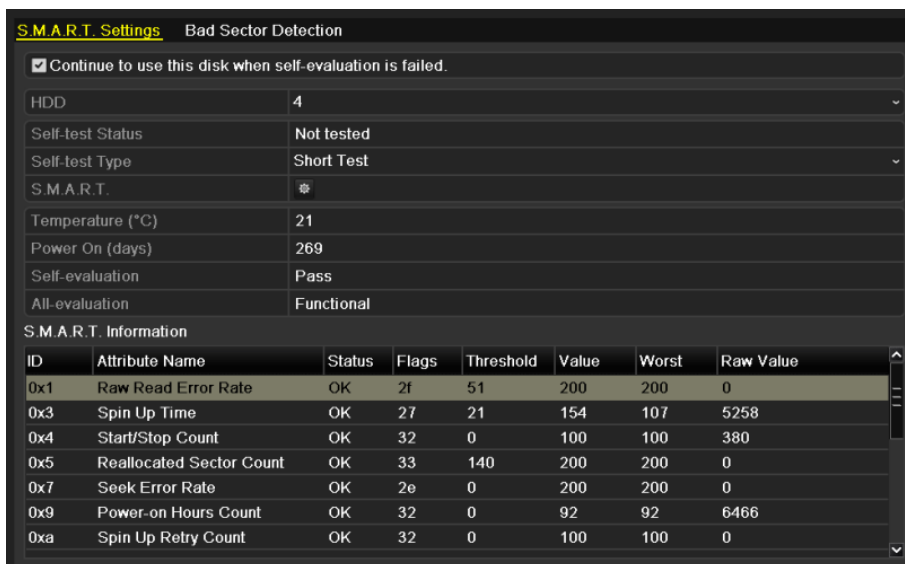 S.M.A.R.T. Settings Bad Sector Detection
Continue to use this disk when self-evaluation is failed.
HDD 4
Self-test Status Not tested
Self-test Type Short Test
S.M.A.R.T.
Temperature (°C) 21
Power On (days) 269
Self-evaluation Pass
All-evaluation Functional
S.M.A.R.T. Information
ID Attribute Name Status Flags Threshold Value Worst Raw Value
0x1 Raw Read Error Rate OK 2f 51 200 200 0
0x3 Spin Up Time OK 27 21 154 107 5258
0x4 Start/Stop Count OK 32 0 100 100 380
0x5 Reallocated Sector Count OK 33 140 200 200 0
0x7 Seek Error Rate OK 2e 0 200 200 0
0x9 Power-on Hours Count OK 32 0 92 92 6466
0xa Spin Up Retry Count OK 32 0 100 100 0